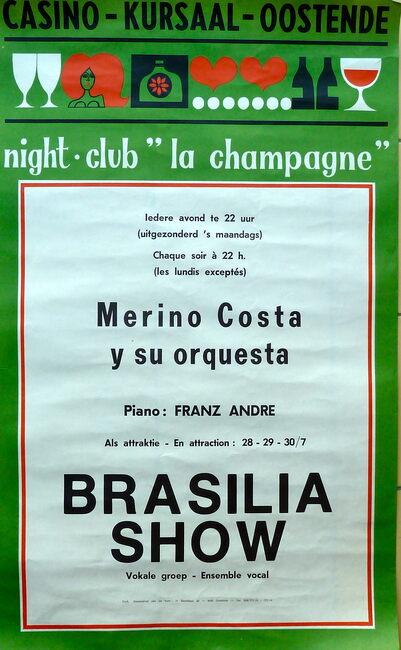 CASINO - KURSAAL - OOSTENDE
night · club " la champagne "
Iedere avond te 22 uur
(uitgezonderd 's maandags)
Chaque soir à 22 h.
(les lundis exceptés)
Merino Costa
y su orquesta
Piano : FRANZ ANDRE
Als attraktie - En attraction : 28 - 29 - 30/7
BRASILIA
SHOW
Vokale groep - Ensemble vocal